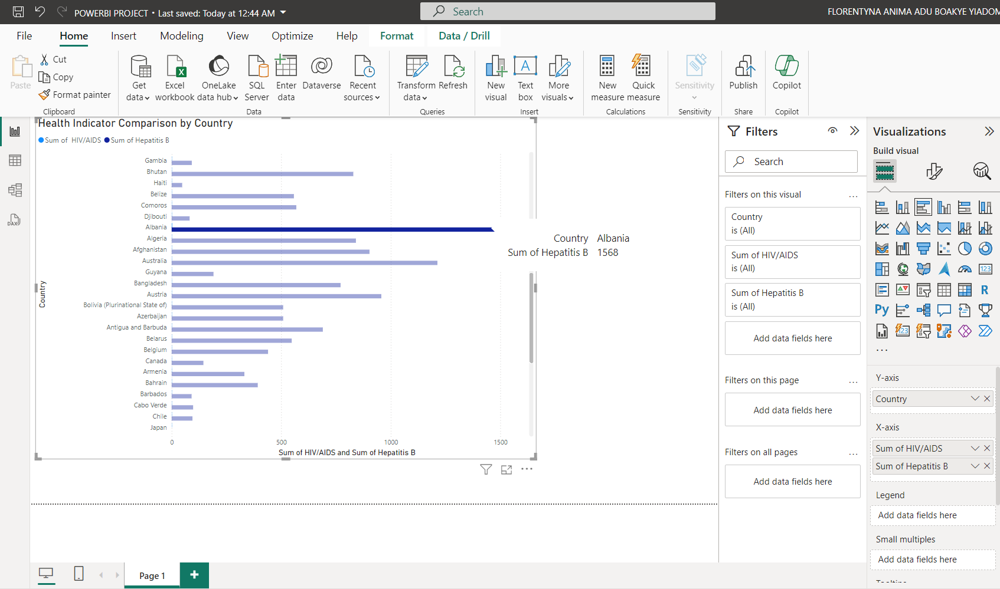 POWERBI PROJECT • Last saved: Today at 12:44 AM
Search
FLORENTYNA ANIMA ADU BOAKYE YIADOM
File Home Insert Modeling View Optimize Help Format Data / Drill
Paste
Cut
Copy
Format painter
Clipboard
Get data
Excel workbook
OneLake data hub
SQL Server
Enter data
Dataverse
Recent sources
Data
Transform data
Refresh
Queries
New visual
Text box
More visuals
Insert
New measure
Quick measure
Calculations
Sensitivity
Sensitivity
Publish
Share
Copilot
Copilot
Health Indicator Comparison by Country
Sum of HIV/AIDS Sum of Hepatitis B
Country
Gambia
Bhutan
Haiti
Belize
Comoros
Djibouti
Albania
Algeria
Afghanistan
Australia
Guyana
Bangladesh
Austria
Bolivia (Plurinational State of)
Azerbaijan
Antigua and Barbuda
Belarus
Belgium
Canada
Armenia
Bahrain
Barbados
Cabo Verde
Chile
Japan
0 500 1000 1500
Sum of HIV/AIDS and Sum of Hepatitis B
Country Albania
Sum of Hepatitis B 1568
Filters
Search
Filters on this visual ...
Country
is (All)
Sum of HIV/AIDS
is (All)
Sum of Hepatitis B
is (All)
Add data fields here
Filters on this page ...
Add data fields here
Filters on all pages ...
Add data fields here
Visualizations
Build visual
123
R
Py
123
...
Y-axis
Country
X-axis
Sum of HIV/AIDS
Sum of Hepatitis B
Legend
Add data fields here
Small multiples
Add data fields here
DAX
Page 1